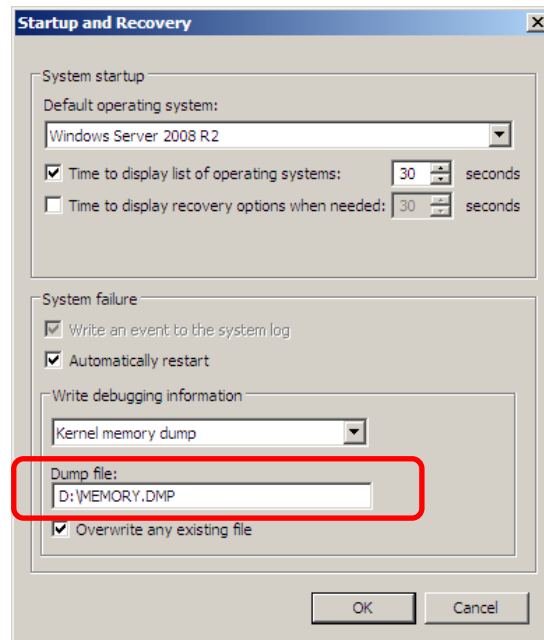 Startup and Recovery
System startup
Default operating system:
Windows Server 2008 R2
Time to display list of operating systems: 30 seconds
Time to display recovery options when needed: 30 seconds
System failure
Write an event to the system log
Automatically restart
Write debugging information
Kernel memory dump
Dump file:
D:\MEMORY.DMP
Overwrite any existing file
OK Cancel